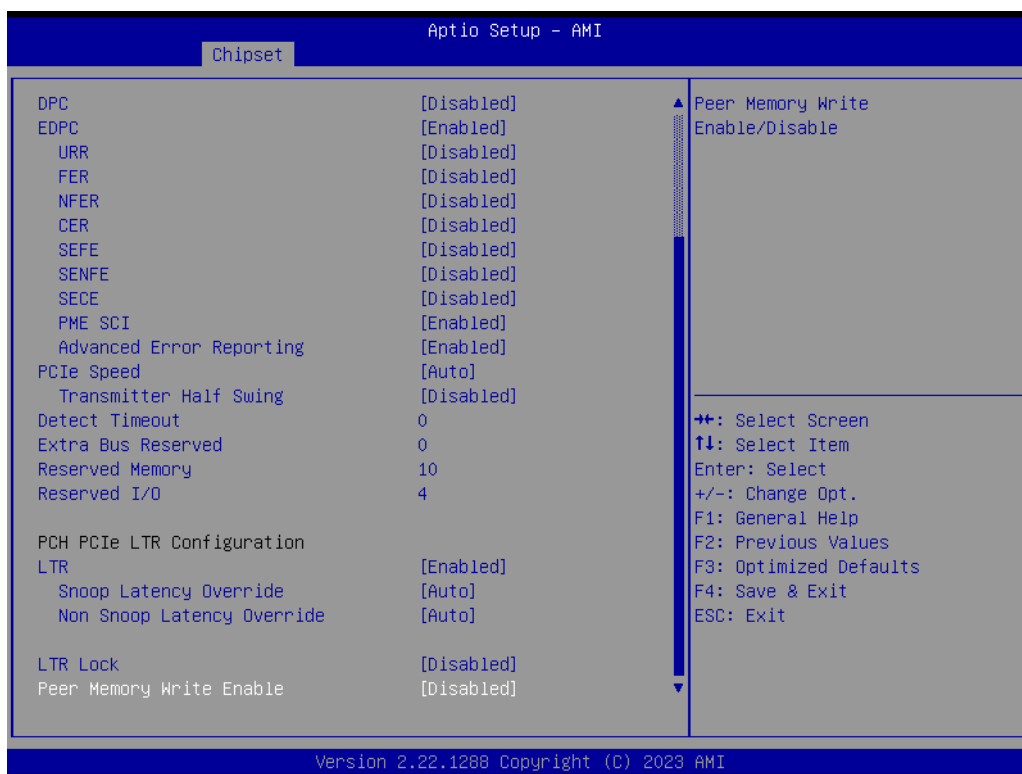 Aptio Setup – AMI
Chipset
DPC [Disabled]
EDPC [Enabled]
URR [Disabled]
FER [Disabled]
NFER [Disabled]
CER [Disabled]
SEFE [Disabled]
SENFE [Disabled]
SECE [Disabled]
PME SCI [Enabled]
Advanced Error Reporting [Enabled]
PCIe Speed [Auto]
Transmitter Half Swing [Disabled]
Detect Timeout 0
Extra Bus Reserved 0
Reserved Memory 10
Reserved I/O 4
PCH PCIe LTR Configuration
LTR [Enabled]
Snoop Latency Override [Auto]
Non Snoop Latency Override [Auto]
LTR Lock [Disabled]
Peer Memory Write Enable [Disabled]
Peer Memory Write
Enable/Disable
→←: Select Screen
↑↓: Select Item
Enter: Select
+/-: Change Opt.
F1: General Help
F2: Previous Values
F3: Optimized Defaults
F4: Save & Exit
ESC: Exit
Version 2.22.1288 Copyright (C) 2023 AMI